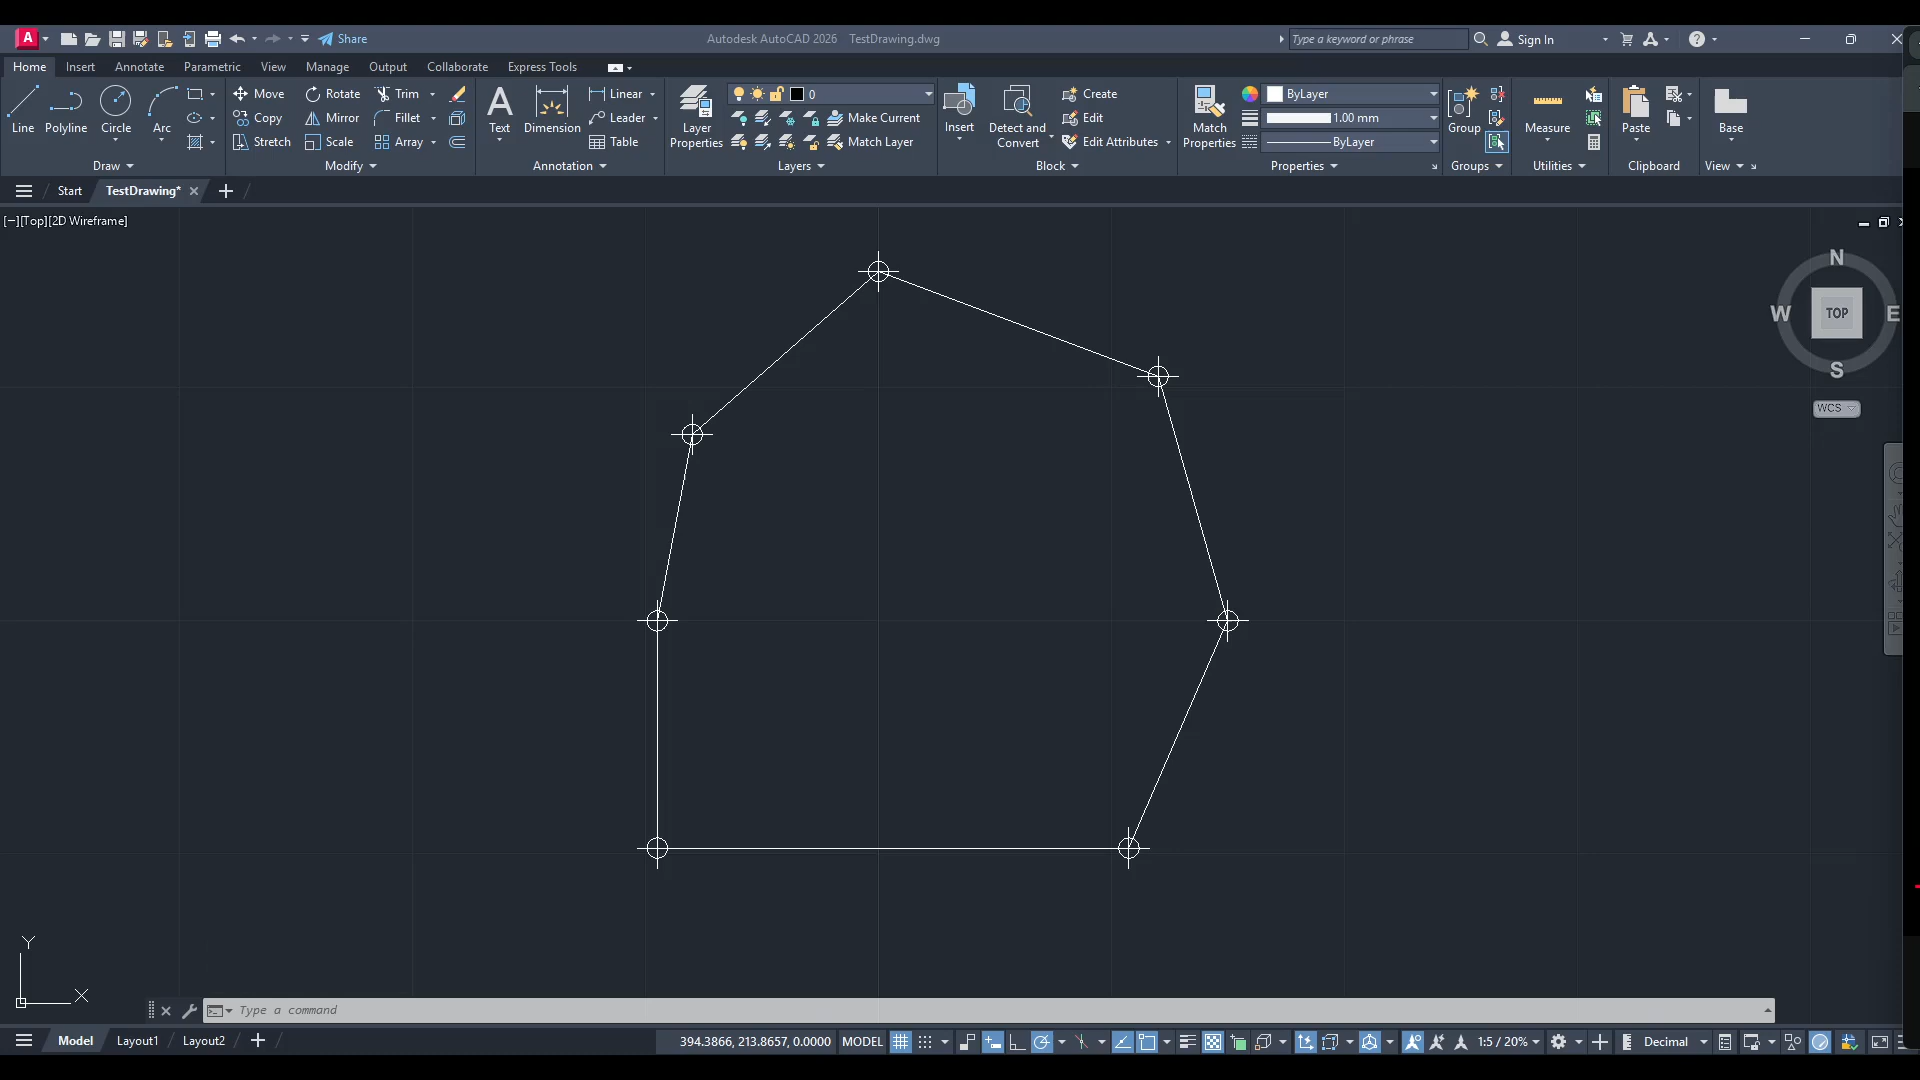 A Share Autodesk AutoCAD 2026 TestDrawing.dwg Type a keyword or phrase Sign In
Home Insert Annotate Parametric View Manage Output Collaborate Express Tools
Line Polyline Circle Arc
Move Rotate Trim
Copy Mirror Fillet
Stretch Scale Array
Text Dimension
Linear
Leader
Table
Layer Properties
0
Make Current
Match Layer
Insert
Detect and Convert
Create
Edit
Edit Attributes
Match Properties
ByLayer
1.00 mm
ByLayer
Group
Measure
Paste
Base
Draw Modify Annotation Layers Block Properties Groups Utilities Clipboard View
Start TestDrawing*
[−][Top][2D Wireframe]
N
W TOP E
S
WCS
Y
X
Type a command
Model Layout1 Layout2 394.3866, 213.8657, 0.0000 MODEL 1:5 / 20% Decimal